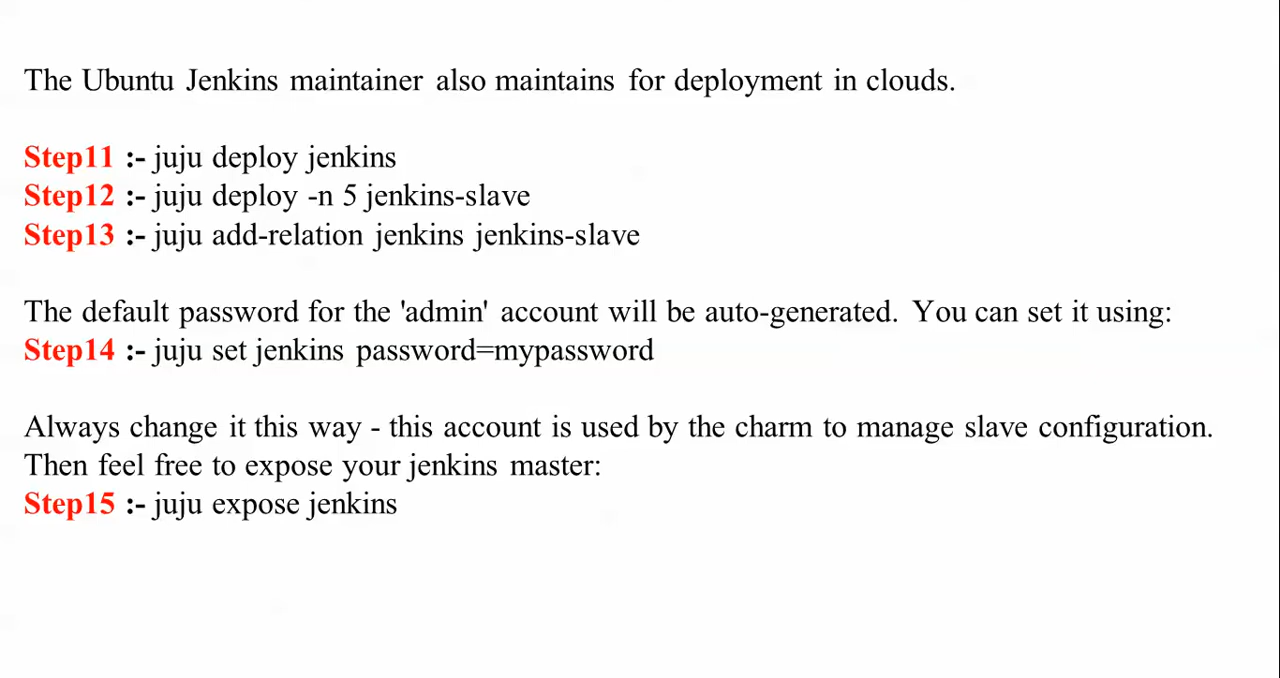 The Ubuntu Jenkins maintainer also maintains for deployment in clouds.
Step11 :- juju deploy jenkins
Step12 :- juju deploy -n 5 jenkins-slave
Step13 :- juju add-relation jenkins jenkins-slave
The default password for the 'admin' account will be auto-generated. You can set it using:
Step14 :- juju set jenkins password=mypassword
Always change it this way - this account is used by the charm to manage slave configuration.
Then feel free to expose your jenkins master:
Step15 :- juju expose jenkins